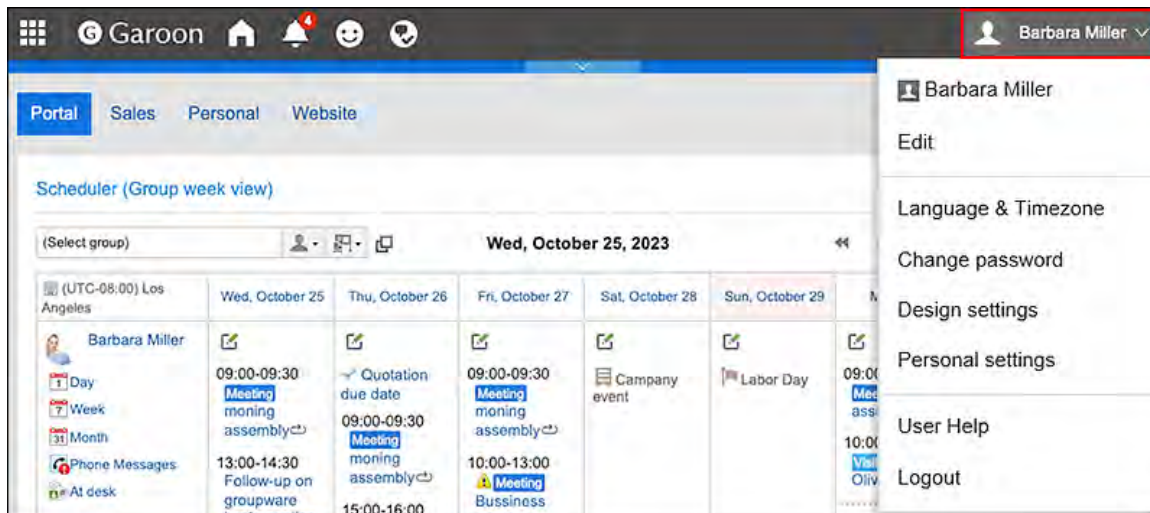 Garoon
4
Barbara Miller
Barbara Miller
Edit
Language & Timezone
Change password
Design settings
Personal settings
User Help
Logout
Portal
Sales
Personal
Website
Scheduler (Group week view)
(Select group)
Wed, October 25, 2023
(UTC-08:00) Los
Angeles
Wed, October 25
Thu, October 26
Fri, October 27
Sat, October 28
Sun, October 29
Barbara Miller
1 Day
7 Week
31 Month
Phone Messages
At desk
09:00-09:30
Meeting
moning
assembly
13:00-14:30
Follow-up on
groupware
Quotation
due date
09:00-09:30
Meeting
moning
assembly
15:00-16:00
09:00-09:30
Meeting
moning
assembly
10:00-13:00
Meeting
Bussiness
Campany
event
Labor Day